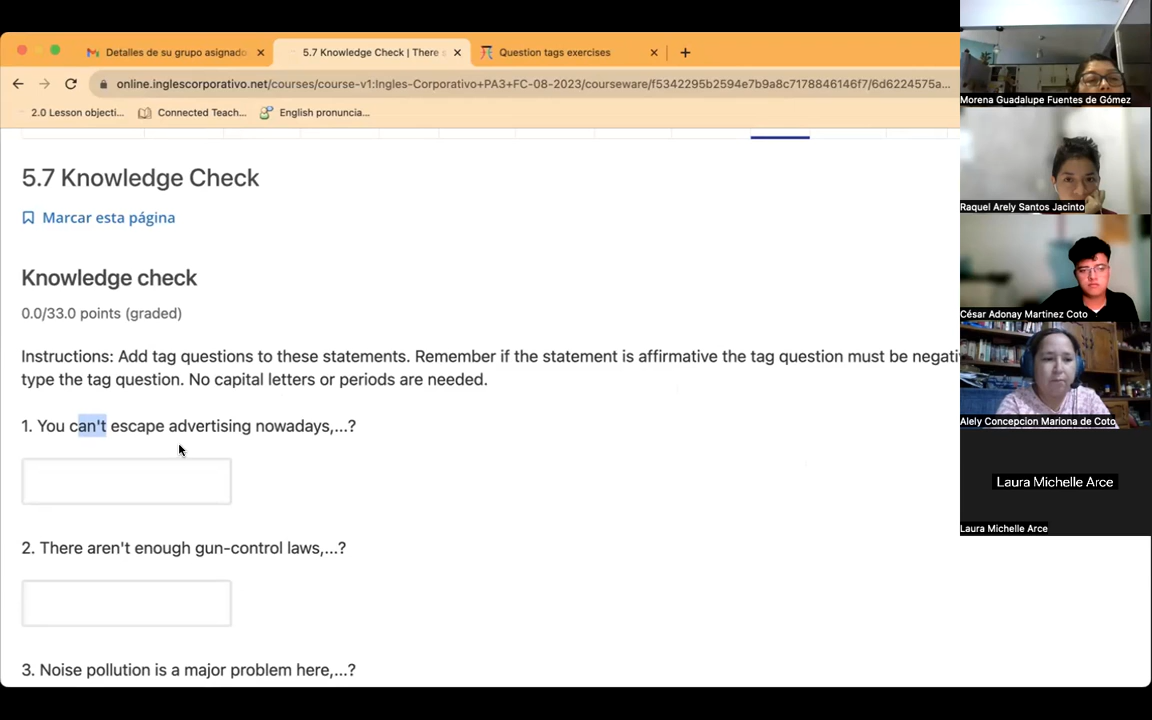 Detalles de su grupo asignado
5.7 Knowledge Check | There
Question tags exercises
online.inglescorporativo.net/courses/course-v1:Ingles-Corporativo+PA3+FC-08-2023/courseware/f5342295b2594e7b9a8c7178846146f7/6d6224575a...
2.0 Lesson objecti...
Connected Teach...
English pronuncia...
5.7 Knowledge Check
Marcar esta página
Knowledge check
0.0/33.0 points (graded)
Instructions: Add tag questions to these statements. Remember if the statement is affirmative the tag question must be negati
type the tag question. No capital letters or periods are needed.
1. You can't escape advertising nowadays,...?
2. There aren't enough gun-control laws,...?
3. Noise pollution is a major problem here,...?
Morena Guadalupe Fuentes de Gómez
Raquel Arely Santos Jacinto
César Adonay Martinez Coto
Alely Concepcion Mariona de Coto
Laura Michelle Arce
Laura Michelle Arce